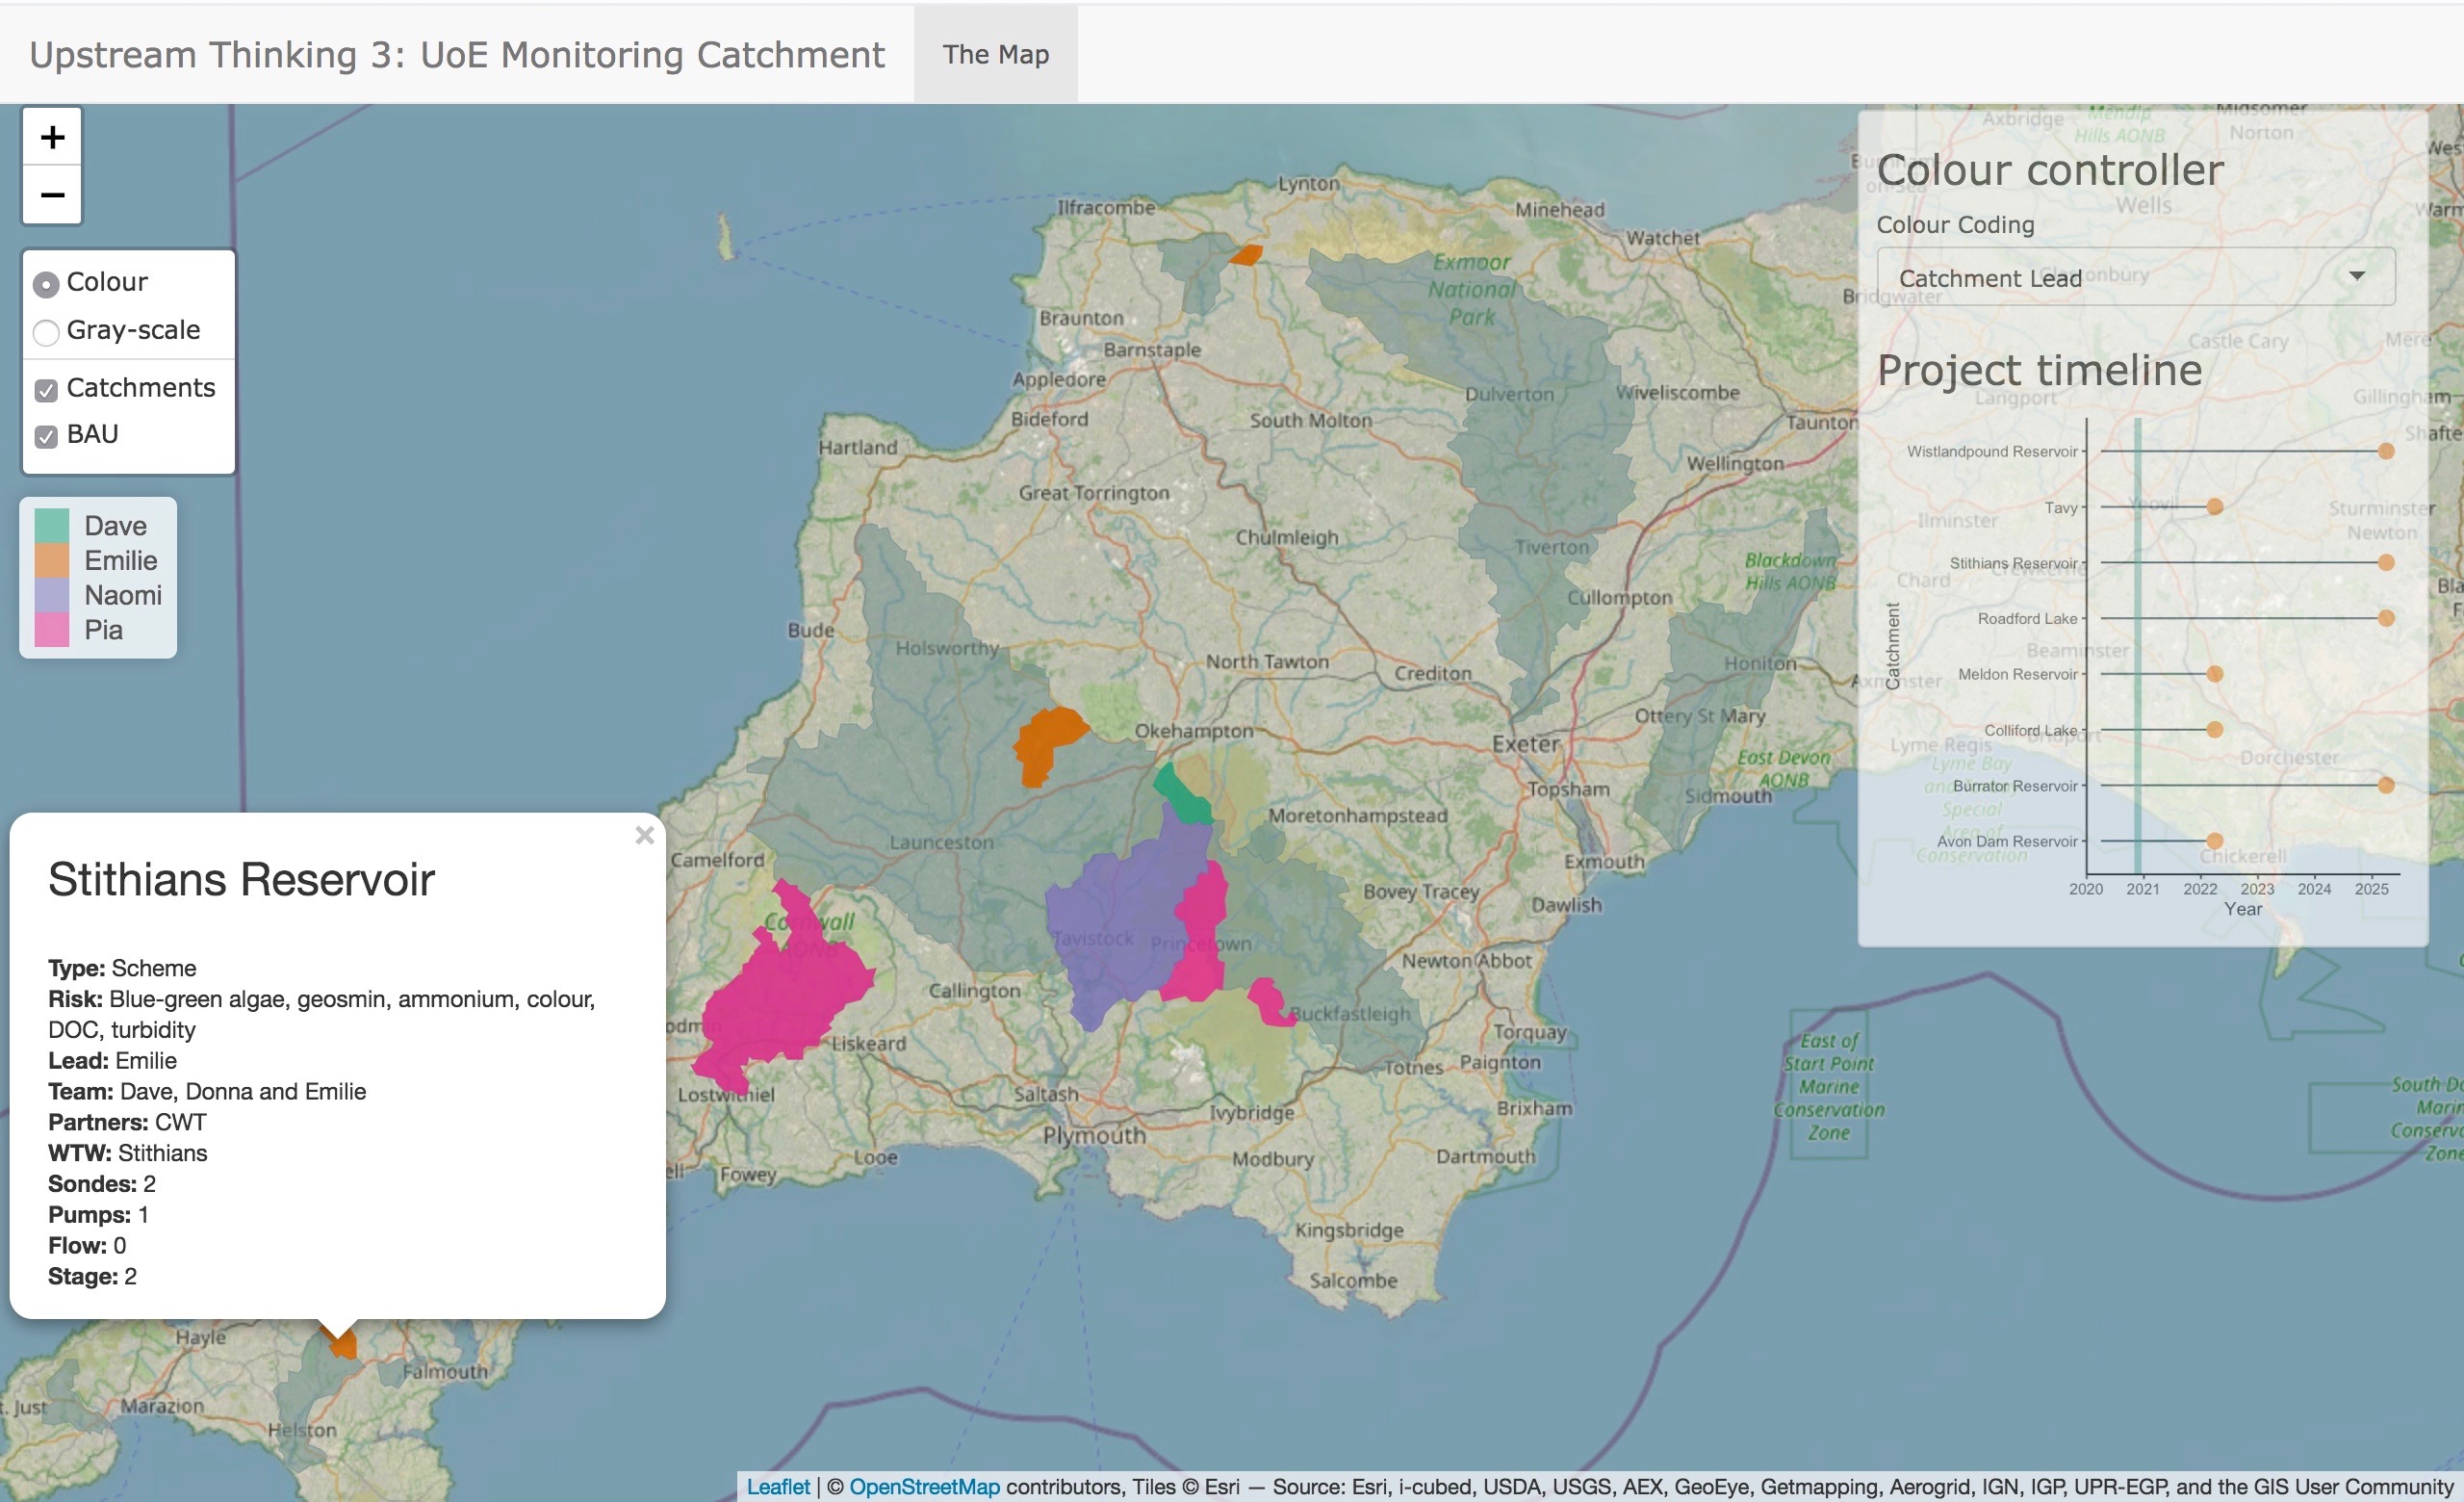 Upstream Thinking 3: UoE Monitoring Catchment
The Map
+
−
Colour
Gray-scale
Catchments
BAU
Dave
Emilie
Naomi
Pia
Colour controller
Colour Coding
Catchment Lead
Project timeline
Wistlandpound Reservoir
Tavy
Stithians Reservoir
Roadford Lake
Meldon Reservoir
Colliford Lake
Burrator Reservoir
Avon Dam Reservoir
Catchment
2020 2021 2022 2023 2024 2025
Year
Axbridge
Mendip
Hills AONB
Midsomer
Norton
Wells
Castle Cary
Mere
Langport
Gillingham
Yeovil
Ilminster
Sturminster
Newton
Chard
Crewkerne
Beaminster
Lyme Regis
Dorchester
Lyme Bay
Special
Area of
Conservation
Chickerell
Lynton
Ilfracombe
Minehead
Watchet
Exmoor
National
Park
Bridgwater
Braunton
Barnstaple
Appledore
Dulverton
Wiveliscombe
Bideford
South Molton
Taunton
Hartland
Wellington
Great Torrington
Chulmleigh
Tiverton
Blackdown
Hills AONB
Cullompton
Bude
Holsworthy
North Tawton
Crediton
Honiton
Okehampton
Ottery St Mary
Exeter
East Devon
AONB
Topsham
Sidmouth
Moretonhampstead
Launceston
Camelford
Exmouth
Bovey Tracey
Dawlish
Cornwall
AONB
Tavistock
Princetown
Newton Abbot
Callington
Buckfastleigh
Liskeard
Torquay
Totnes
Paignton
Lostwithiel
Saltash
Ivybridge
Brixham
Plymouth
Looe
Fowey
Modbury
Dartmouth
Kingsbridge
Salcombe
East of
Start Point
Marine
Conservation
Zone
×
Stithians Reservoir
Type: Scheme
Risk: Blue-green algae, geosmin, ammonium, colour,
DOC, turbidity
Lead: Emilie
Team: Dave, Donna and Emilie
Partners: CWT
WTW: Stithians
Sondes: 2
Pumps: 1
Flow: 0
Stage: 2
Hayle
Falmouth
Marazion
t. Just
Helston
Leaflet | © OpenStreetMap contributors, Tiles © Esri — Source: Esri, i-cubed, USDA, USGS, AEX, GeoEye, Getmapping, Aerogrid, IGN, IGP, UPR-EGP, and the GIS User Community